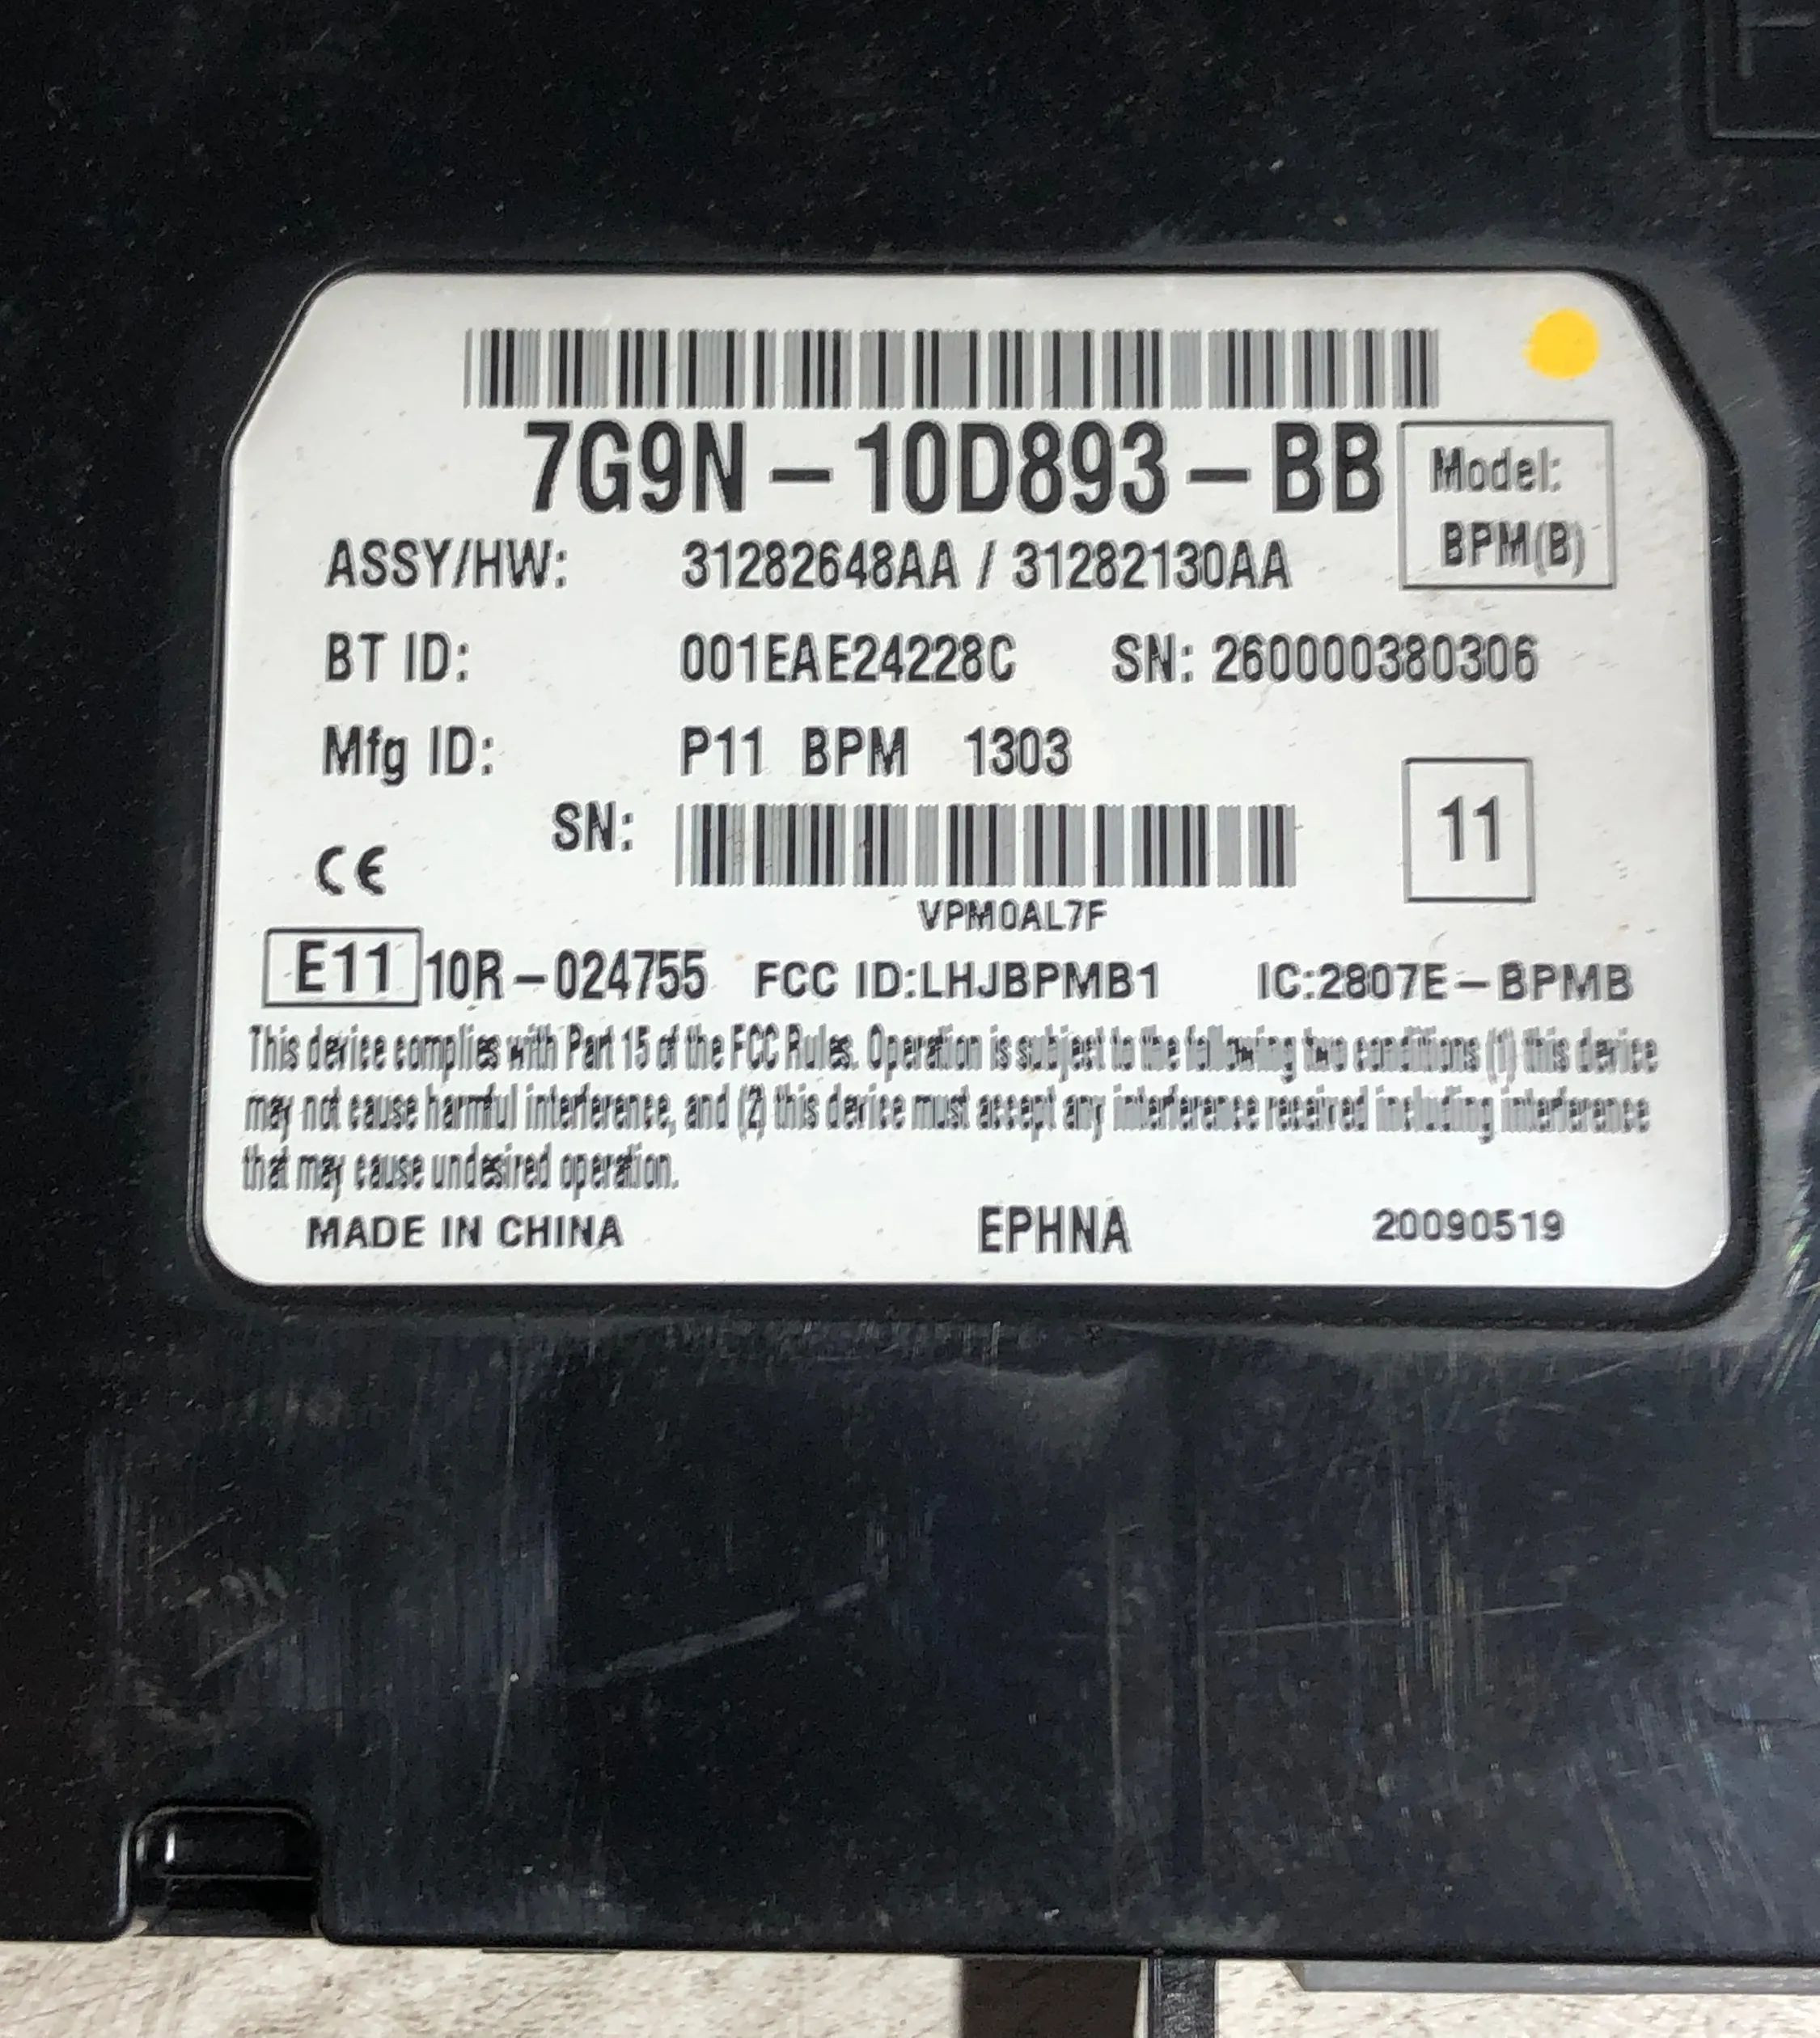 7G9N-10D893-BB
Model:
BPM(B)
ASSY/HW: 31282648AA / 31282130AA
BT ID: 001EAE24228C SN: 260000380306
Mfg ID: P11 BPM 1303
SN:
11
CE
VPM0AL7F
E11 10R-024755 FCC ID:LHJBPMB1 IC:2807E-BPMB
This device complies with Part 15 of the FCC Rules. Operation is subject to the following two conditions (1) this device
may not cause harmful interference, and (2) this device must accept any interference received including interference
that may cause undesired operation.
MADE IN CHINA EPHNA 20090519